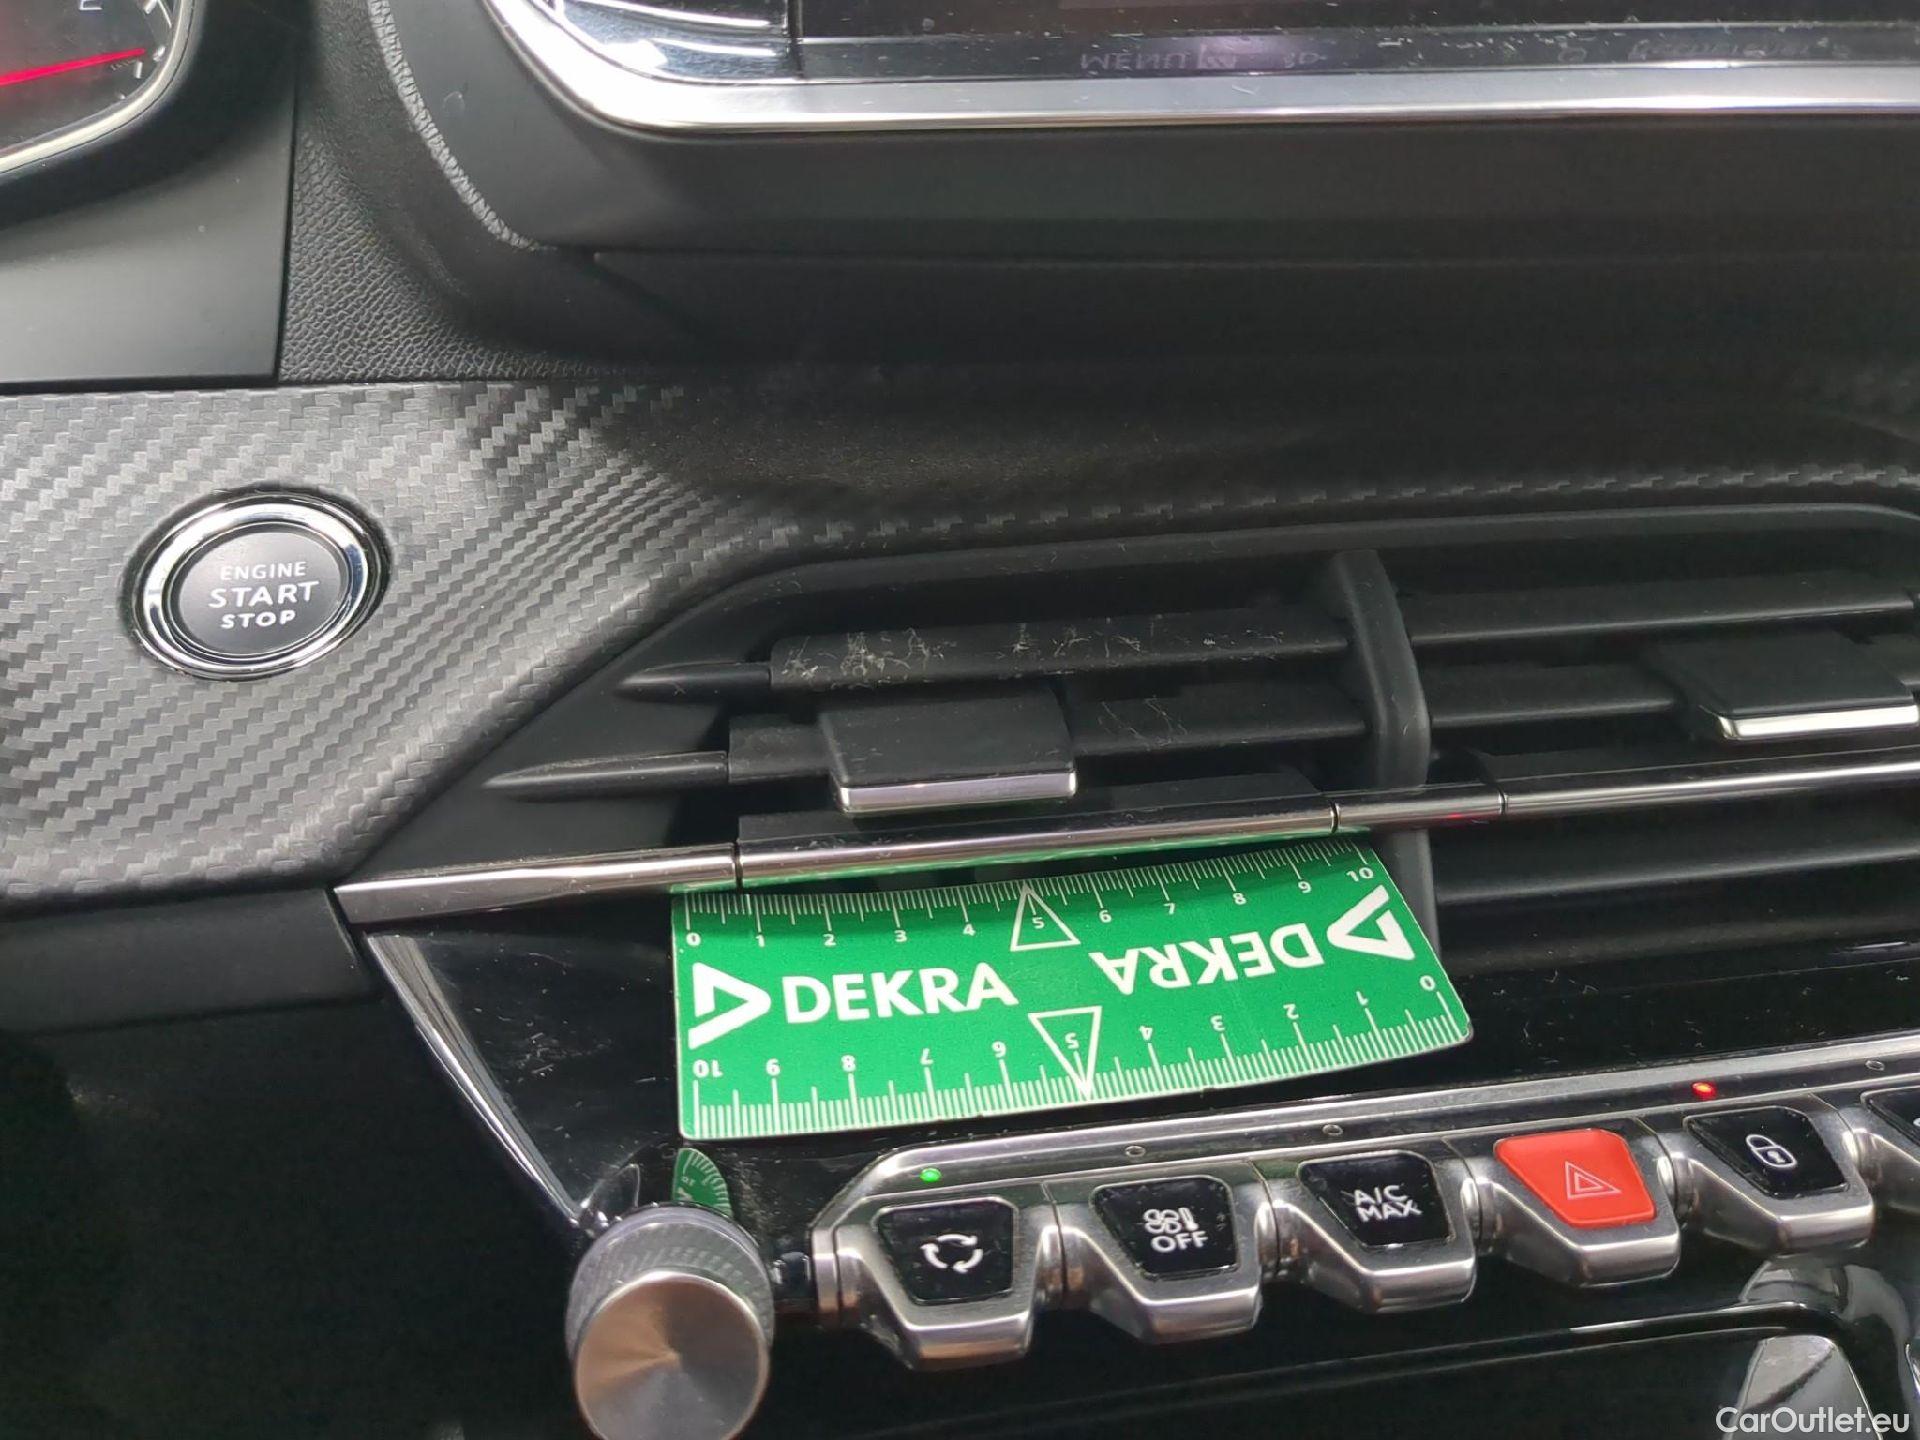 MENU
ENGINE
START
STOP
0 1 2 3 4 5 6 7 8 9 10
DEKRA
DEKRA
10 9 8 7 6 5 4 3 2 1 0
OFF
A/C
MAX
CarOutlet.eu